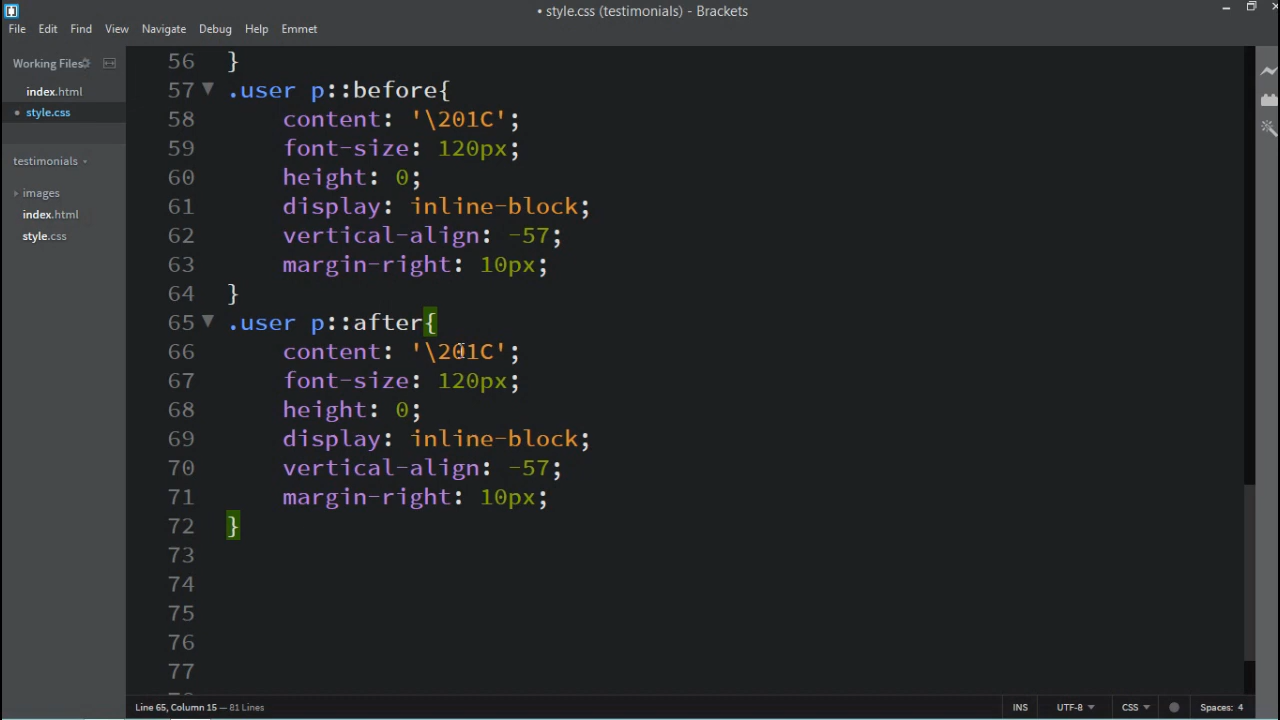 • style.css (testimonials) - Brackets
File Edit Find View Navigate Debug Help Emmet
Working Files
index.html
• style.css
testimonials
images
index.html
style.css
56 }
57 .user p::before{
58 content: '\201C';
59 font-size: 120px;
60 height: 0;
61 display: inline-block;
62 vertical-align: -57;
63 margin-right: 10px;
64 }
65 .user p::after{
66 content: '\201C';
67 font-size: 120px;
68 height: 0;
69 display: inline-block;
70 vertical-align: -57;
71 margin-right: 10px;
72 }
73
74
75
76
77
Line 65, Column 15 — 81 Lines INS UTF-8 CSS Spaces: 4